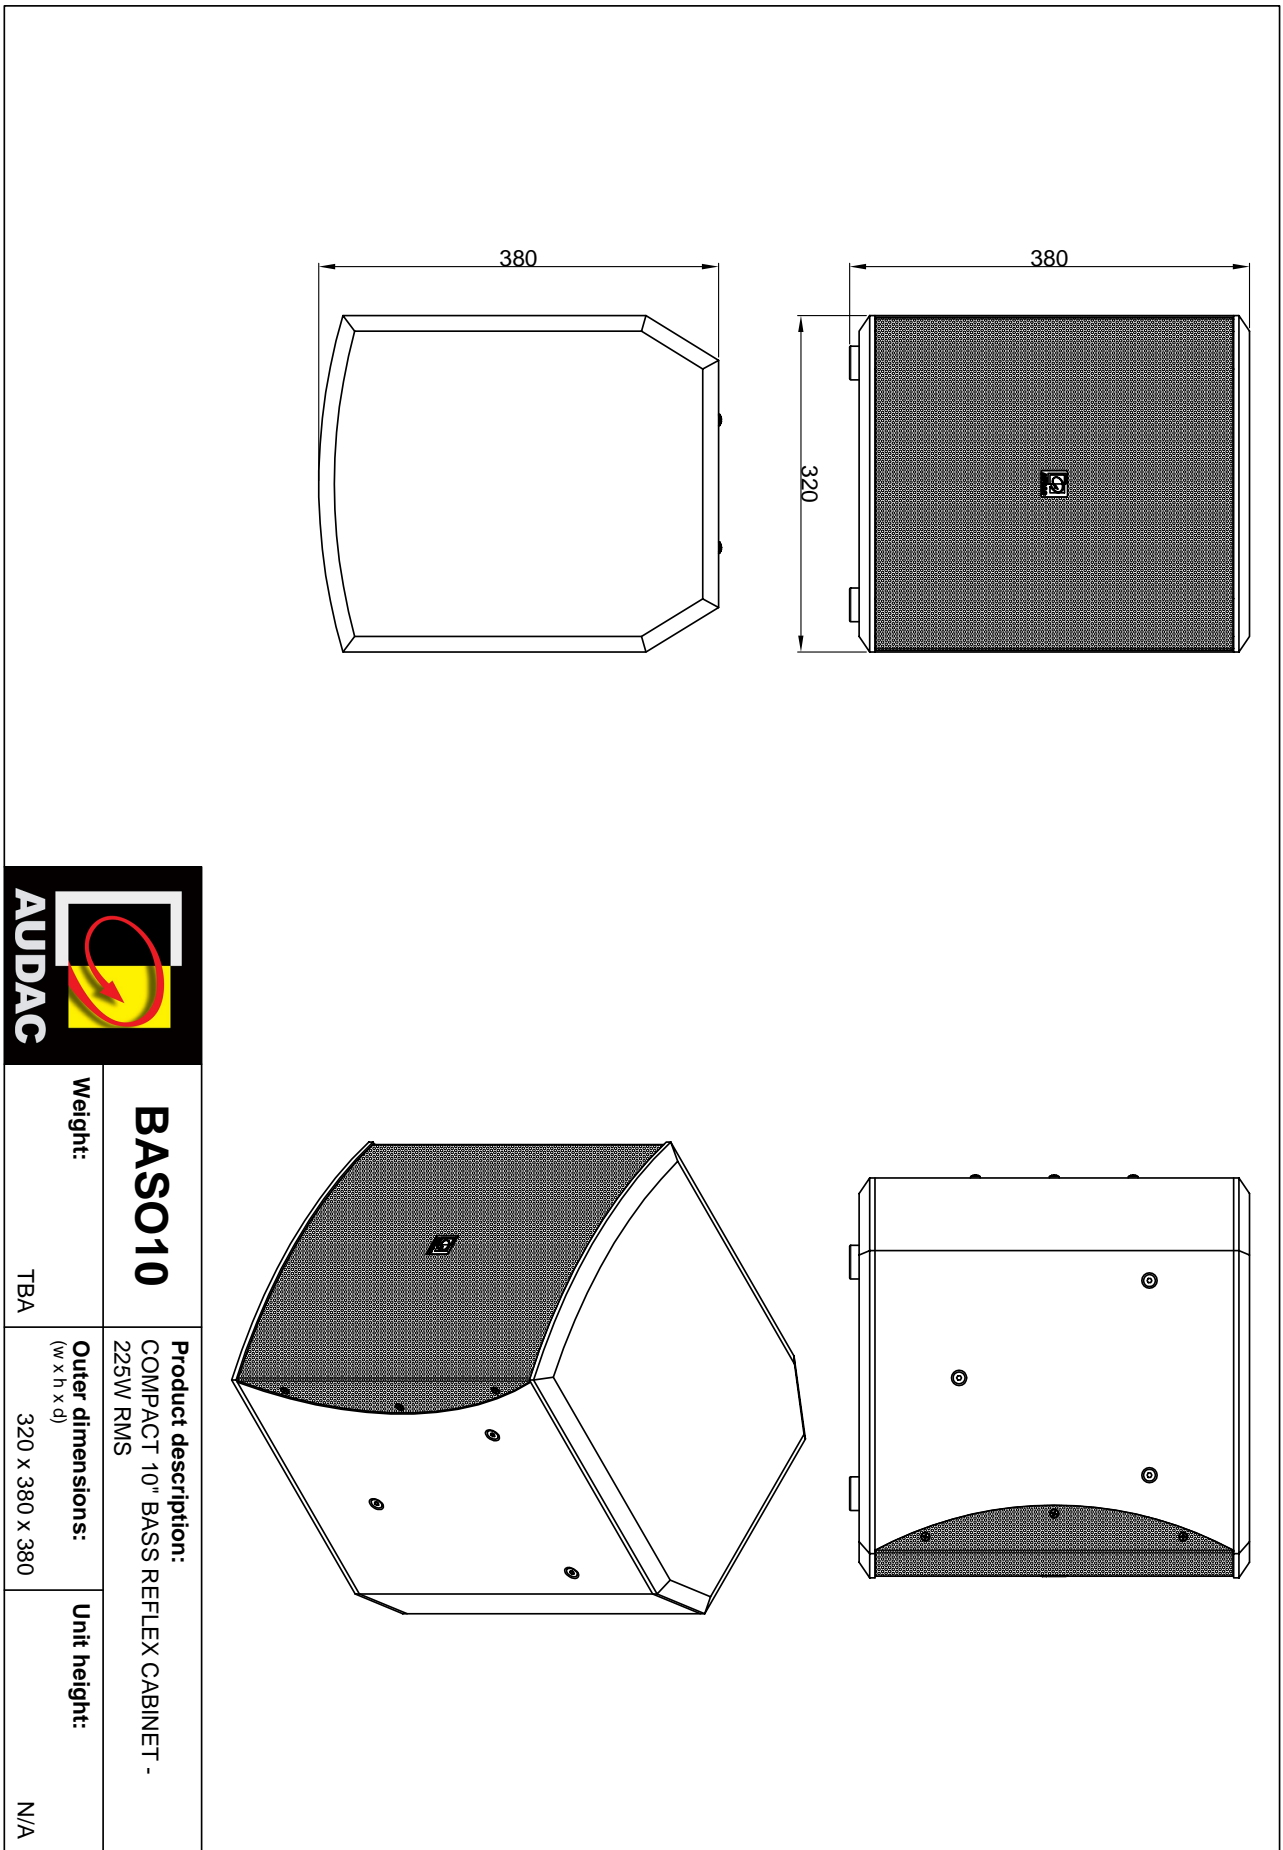 380
380
320
AUDAC
BASO10
Product description:
COMPACT 10" BASS REFLEX CABINET -
225W RMS
Weight:
TBA
Outer dimensions:
(w x h x d)
320 x 380 x 380
Unit height:
N/A